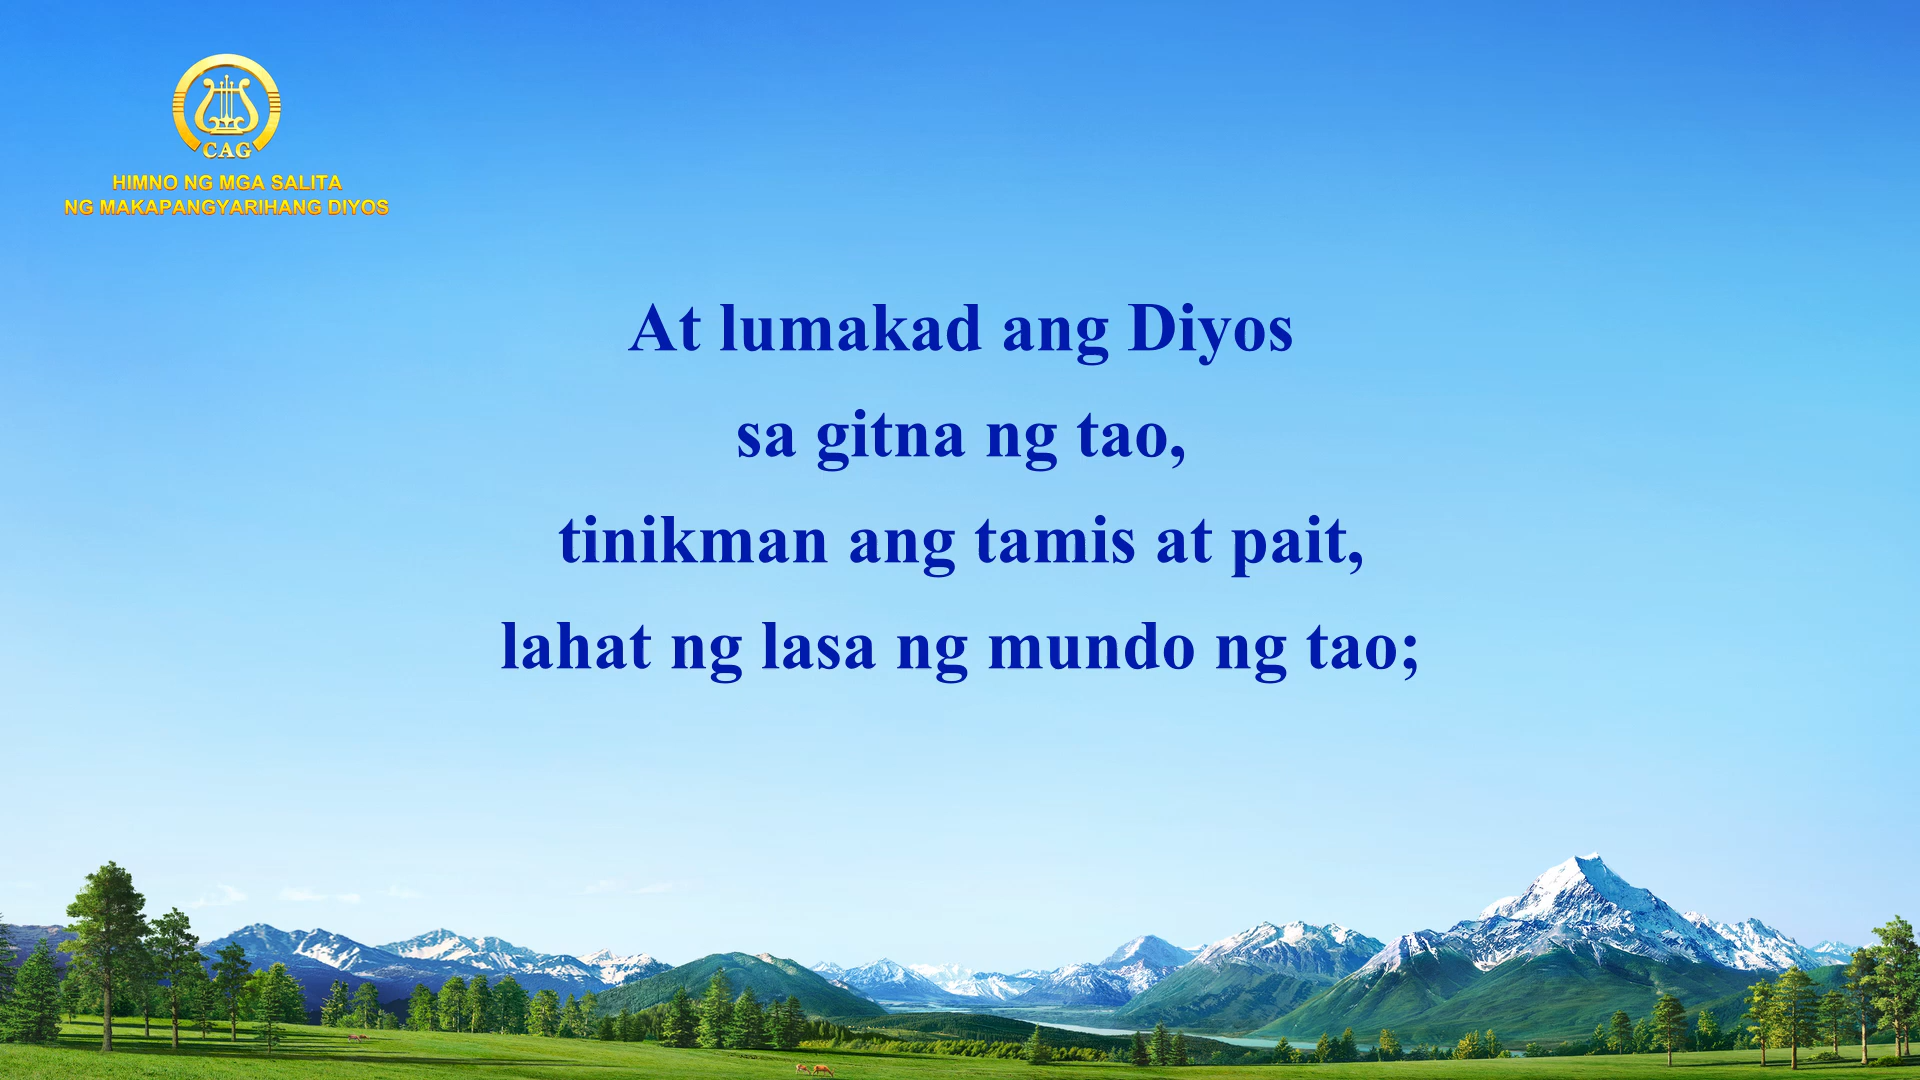 CAG
HIMNO NG MGA SALITA
NG MAKAPANGYARIHANG DIYOS
At lumakad ang Diyos
sa gitna ng tao,
tinikman ang tamis at pait,
lahat ng lasa ng mundo ng tao;